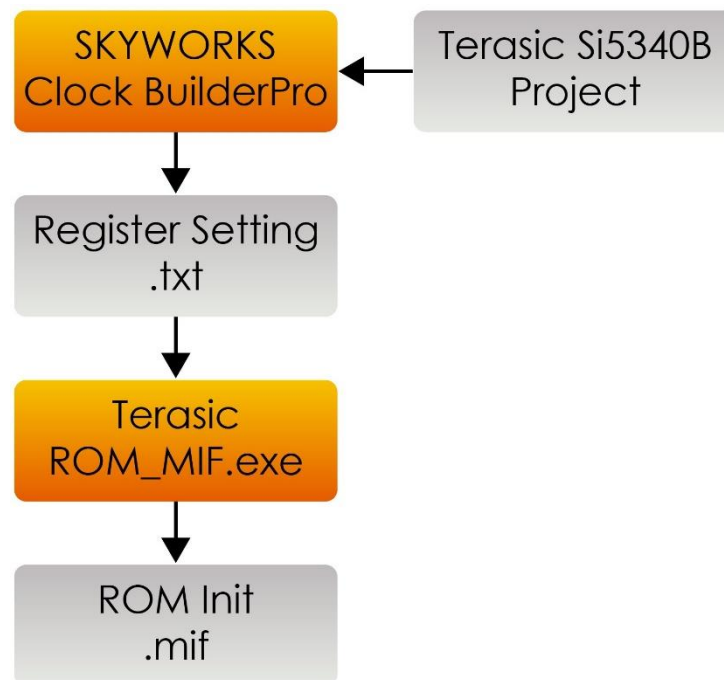 SKYWORKS
Clock BuilderPro
Terasic Si5340B
Project
Register Setting
.txt
Terasic
ROM_MIF.exe
ROM Init
.mif